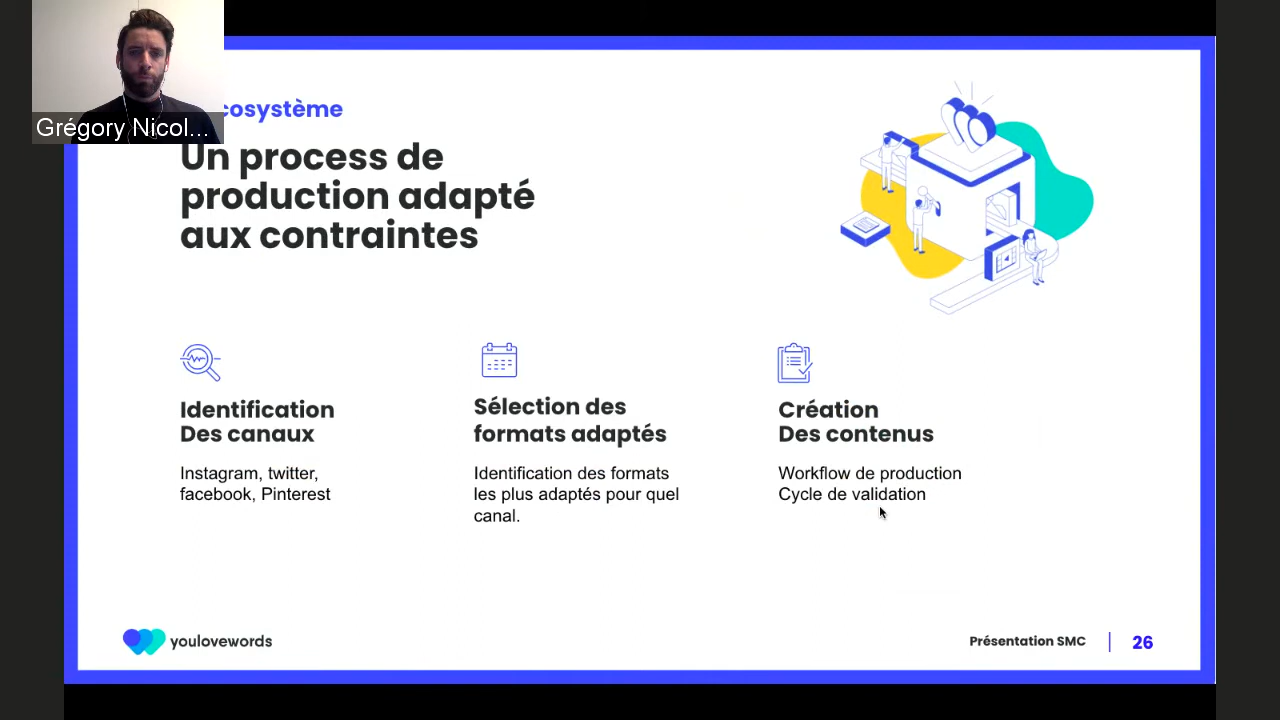 Grégory Nicol...
cosystème
Un process de
production adapté
aux contraintes
Identification
Des canaux
Instagram, twitter,
facebook, Pinterest
Sélection des
formats adaptés
Identification des formats
les plus adaptés pour quel
canal.
Création
Des contenus
Workflow de production
Cycle de validation
youlovewords
Présentation SMC
26